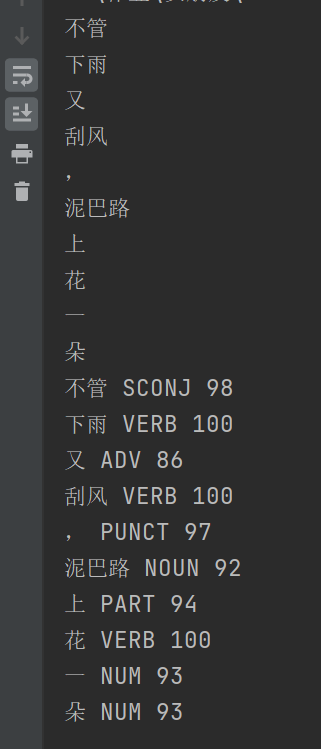 不管
下雨
又
刮风
，
泥巴路
上
花
一
朵
不管 SCONJ 98
下雨 VERB 100
又 ADV 86
刮风 VERB 100
， PUNCT 97
泥巴路 NOUN 92
上 PART 94
花 VERB 100
一 NUM 93
朵 NUM 93